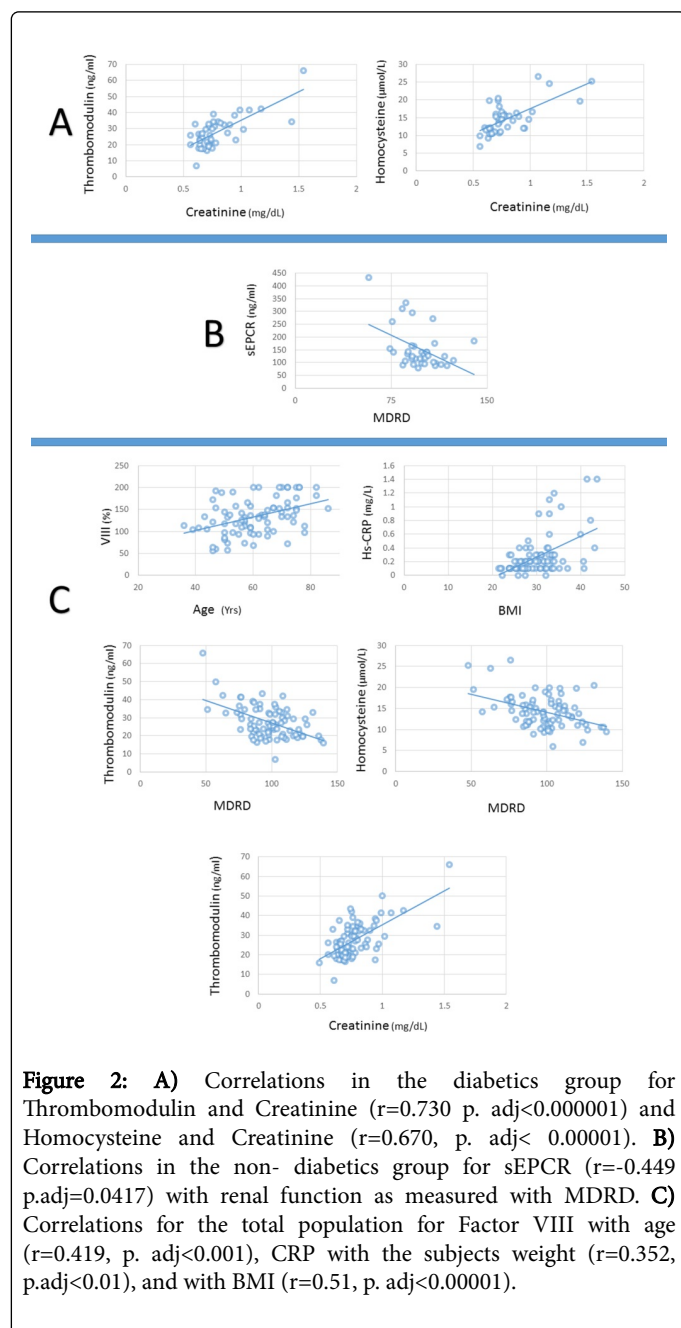 A
Thrombomodulin (ng/ml)
70
60
50
40
30
20
10
0
0 0.5 1 1.5 2
Creatinine (mg/dL)
Homocysteine (µmol/L)
30
25
20
15
10
5
0
0 0.5 1 1.5 2
Creatinine (mg/dL)
B
sEPCR (ng/ml)
450
400
350
300
250
200
150
100
50
0
0 75 150
MDRD
C
VIII (%)
250
200
150
100
50
0
20 40 60 80
Age (Yrs)
Hs-CRP (mg/L)
1.6
1.4
1.2
1
0.8
0.6
0.4
0.2
0
0 10 20 30 40 50
BMI
Thrombomodulin (ng/ml)
70
60
50
40
30
20
10
0
0 50 100 150
MDRD
Homocysteine (µmol/L)
30
25
20
15
10
5
0
0 50 100 150
MDRD
Thrombomodulin (ng/ml)
70
60
50
40
30
20
10
0
0 0.5 1 1.5 2
Creatinine (mg/dL)
Figure 2: A) Correlations in the diabetics group for
Thrombomodulin and Creatinine (r=0.730 p. adj<0.000001) and
Homocysteine and Creatinine (r=0.670, p. adj< 0.00001). B)
Correlations in the non- diabetics group for sEPCR (r=-0.449
p.adj=0.0417) with renal function as measured with MDRD. C)
Correlations for the total population for Factor VIII with age
(r=0.419, p. adj<0.001), CRP with the subjects weight (r=0.352,
p.adj<0.01), and with BMI (r=0.51, p. adj<0.00001).